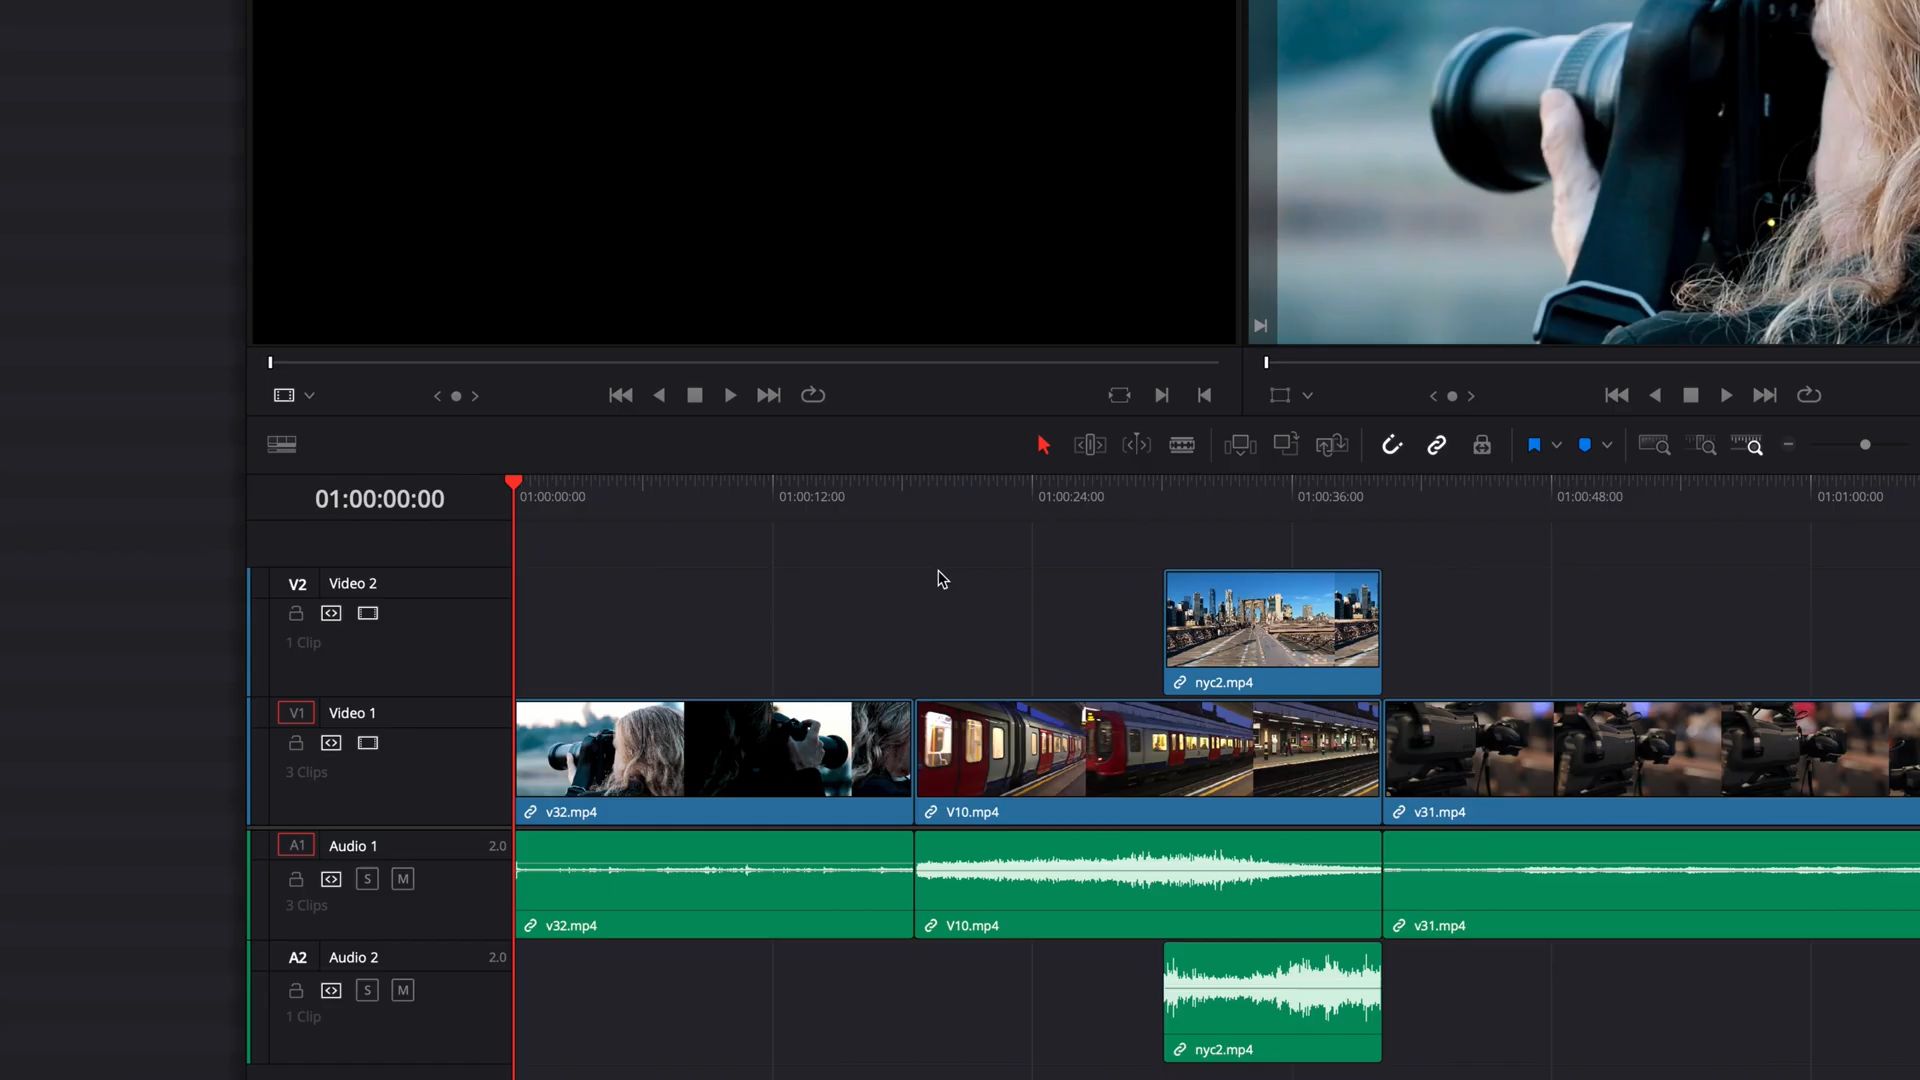 01:00:00:00
01:00:00:00
01:00:12:00
01:00:24:00
01:00:36:00
01:00:48:00
01:01:00:00
V2 Video 2
1 Clip
nyc2.mp4
V1 Video 1
3 Clips
v32.mp4
V10.mp4
v31.mp4
A1 Audio 1 2.0
S M
3 Clips
v32.mp4
V10.mp4
v31.mp4
A2 Audio 2 2.0
S M
1 Clip
nyc2.mp4